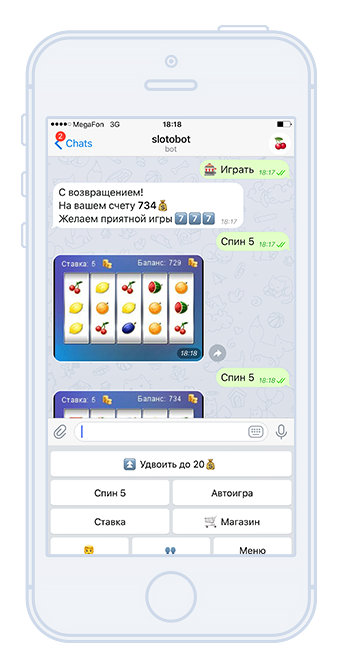 MegaFon 3G 18:18
2
Chats
slotobot
bot
Играть 18:17
С возвращением!
На вашем счету 734
Желаем приятной игры 7 7 7 18:17
Спин 5 18:17
Ставка: 5 Баланс: 729
18:18
Спин 5 18:18
Ставка: 5 Баланс: 734
Удвоить до 20
Спин 5 Автоигра
Ставка Магазин
Меню